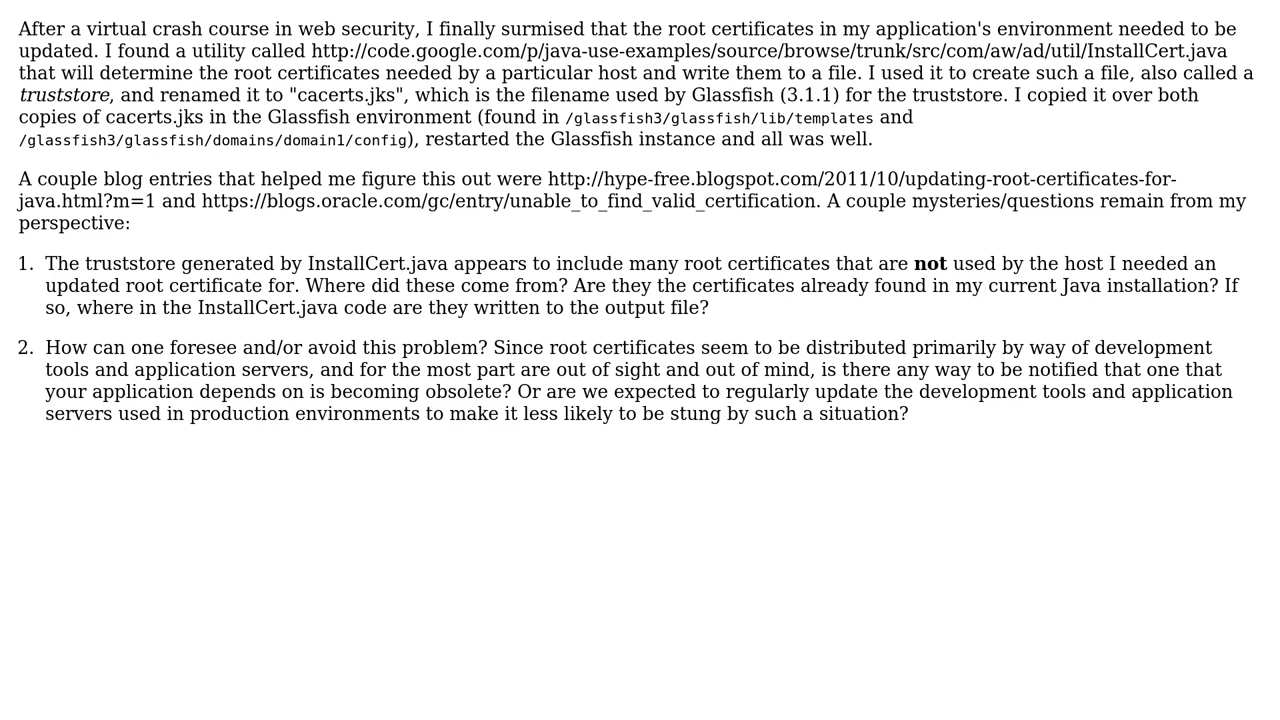 After a virtual crash course in web security, I finally surmised that the root certificates in my application's environment needed to be
updated. I found a utility called http://code.google.com/p/java-use-examples/source/browse/trunk/src/com/aw/ad/util/InstallCert.java
that will determine the root certificates needed by a particular host and write them to a file. I used it to create such a file, also called a
truststore, and renamed it to "cacerts.jks", which is the filename used by Glassfish (3.1.1) for the truststore. I copied it over both
copies of cacerts.jks in the Glassfish environment (found in /glassfish3/glassfish/lib/templates and
/glassfish3/glassfish/domains/domain1/config), restarted the Glassfish instance and all was well.
A couple blog entries that helped me figure this out were http://hype-free.blogspot.com/2011/10/updating-root-certificates-for-
java.html?m=1 and https://blogs.oracle.com/gc/entry/unable_to_find_valid_certification. A couple mysteries/questions remain from my
perspective:
1. The truststore generated by InstallCert.java appears to include many root certificates that are not used by the host I needed an
updated root certificate for. Where did these come from? Are they the certificates already found in my current Java installation? If
so, where in the InstallCert.java code are they written to the output file?
2. How can one foresee and/or avoid this problem? Since root certificates seem to be distributed primarily by way of development
tools and application servers, and for the most part are out of sight and out of mind, is there any way to be notified that one that
your application depends on is becoming obsolete? Or are we expected to regularly update the development tools and application
servers used in production environments to make it less likely to be stung by such a situation?